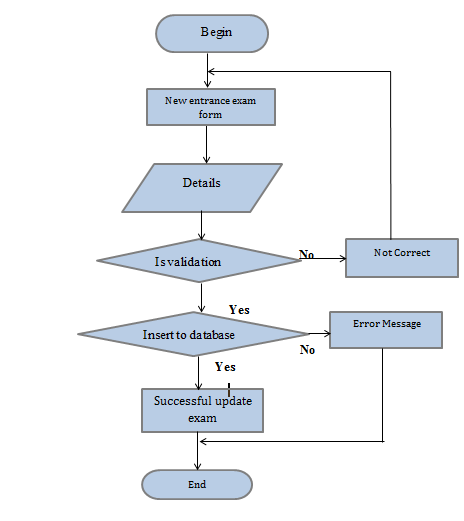 Begin
New entrance exam
form
Details
Is validation
No
Not Correct
Yes
Insert to database
Error Message
No
Yes
Successful update
exam
End